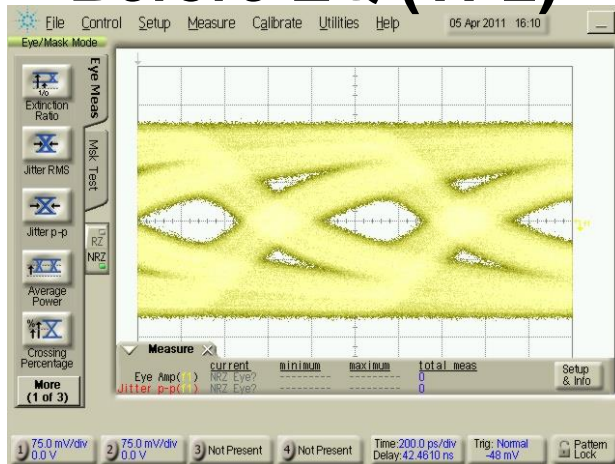 Before EQ (TP2)
File Control Setup Measure Calibrate Utilities Help 05 Apr 2011 16:10
Eye/Mask Mode
Eye Meas
Msk Test
Extinction
Ratio
Jitter RMS
Jitter p-p
RZ
NRZ
Average
Power
Crossing
Percentage
More
(1 of 3)
Measure
current minimum maximum total meas
Eye Amp( ) NRZ Eye? --------- --------- 0
Jitter p-p( ) NRZ Eye? --------- --------- 0
Setup
& Info
1) 75.0 mV/div
0.0 V
2) 75.0 mV/div
0.0 V
3) Not Present
4) Not Present
Time:200.0 ps/div
Delay:42.4610 ns
Trig: Normal
-48 mV
Pattern
Lock